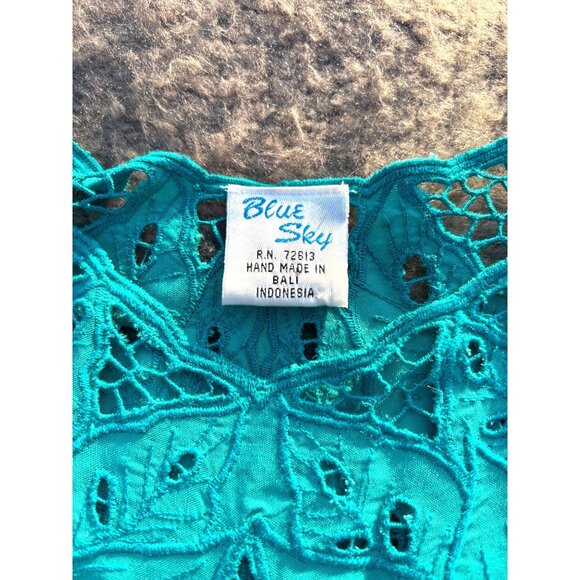 Blue
Sky
R.N. 72613
HAND MADE IN
BALI
INDONESIA